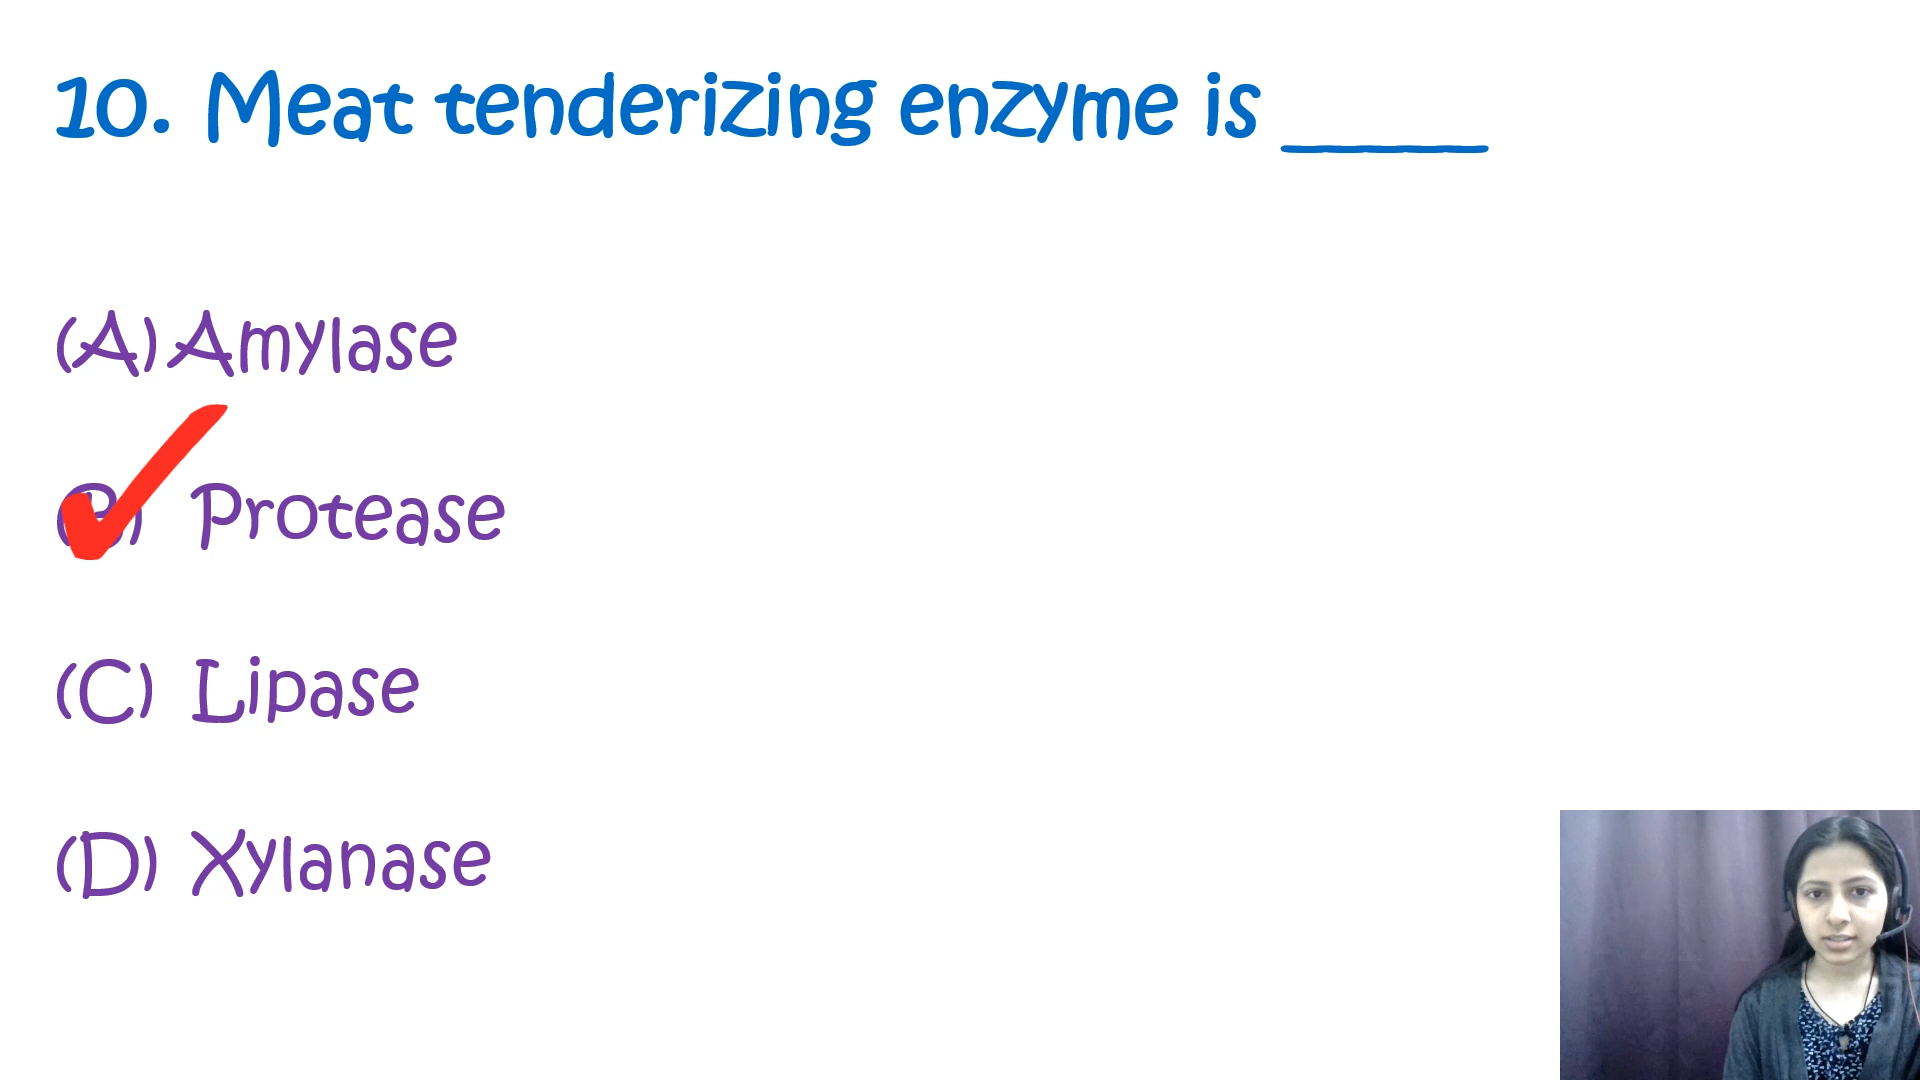 10. Meat tenderizing enzyme is _____
(A) Amylase
(B) Protease
(C) Lipase
(D) Xylanase